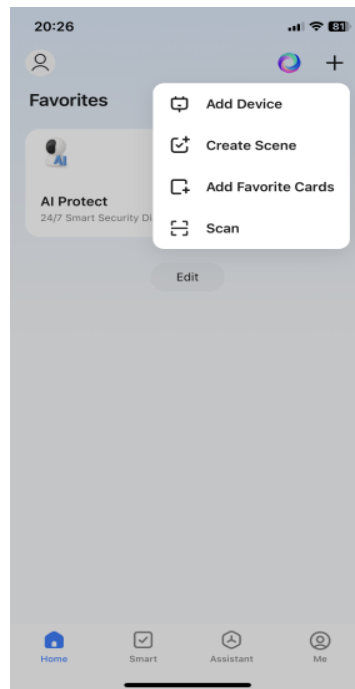 20:26
81
Favorites
Add Device
Create Scene
Add Favorite Cards
Scan
AI
AI Protect
24/7 Smart Security Di
Edit
Home
Smart
Assistant
Me